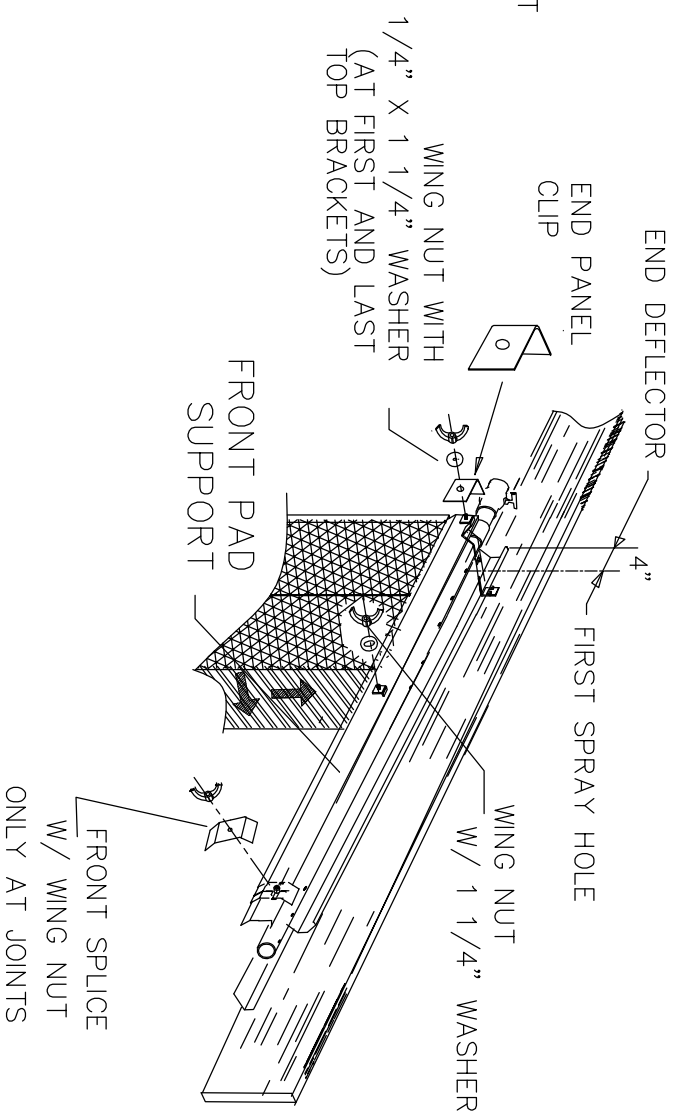 T
END DEFLECTOR
4"
FIRST SPRAY HOLE
END PANEL
CLIP
WING NUT WITH
1/4" X 1 1/4" WASHER
(AT FIRST AND LAST
TOP BRACKETS)
FRONT PAD
SUPPORT
WING NUT
W/ 1 1/4" WASHER
FRONT SPLICE
W/ WING NUT
ONLY AT JOINTS